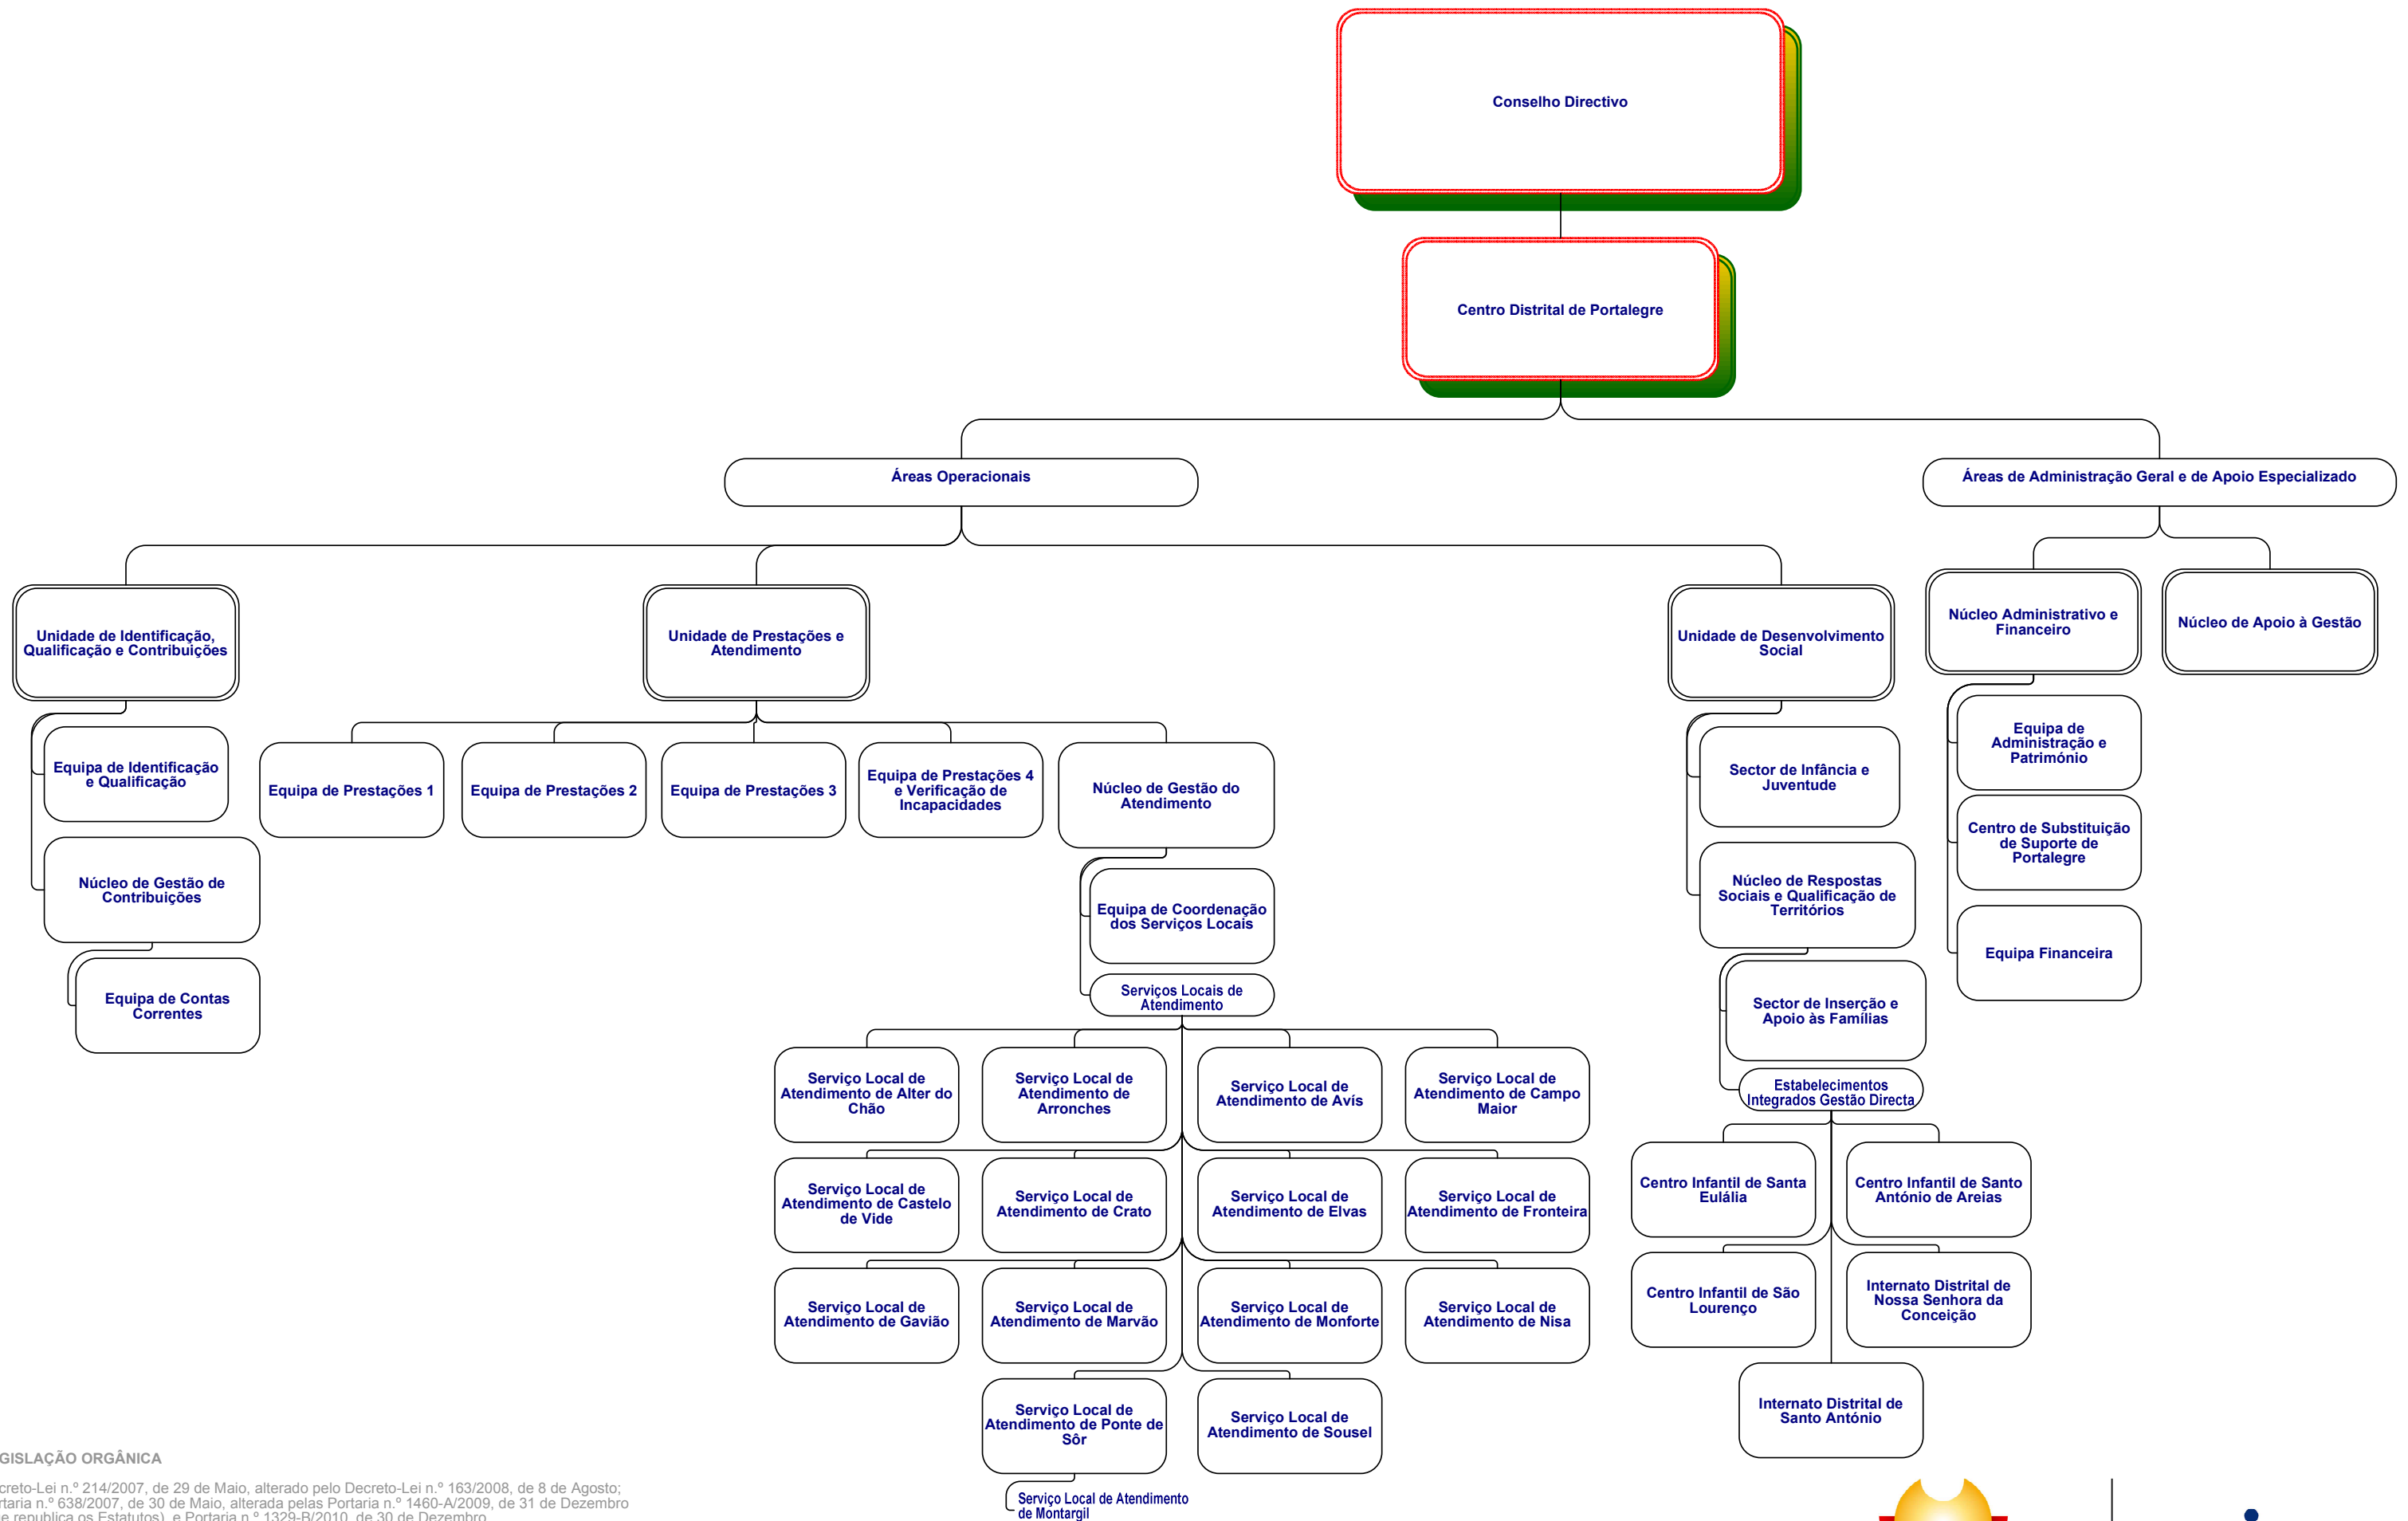 Conselho Directivo
Centro Distrital de Portalegre
Áreas Operacionais
Áreas de Administração Geral e de Apoio Especializado
Unidade de Identificação,
Qualificação e Contribuições
Unidade de Prestações e
Atendimento
Unidade de Desenvolvimento
Social
Núcleo Administrativo e
Financeiro
Núcleo de Apoio à Gestão
Equipa de Identificação
e Qualificação
Núcleo de Gestão de
Contribuições
Equipa de Contas
Correntes
Equipa de Prestações 1
Equipa de Prestações 2
Equipa de Prestações 3
Equipa de Prestações 4
e Verificação de
Incapacidades
Núcleo de Gestão do
Atendimento
Equipa de Coordenação
dos Serviços Locais
Serviços Locais de
Atendimento
Serviço Local de
Atendimento de Alter do
Chão
Serviço Local de
Atendimento de
Arronches
Serviço Local de
Atendimento de Avís
Serviço Local de
Atendimento de Campo
Maior
Serviço Local de
Atendimento de Castelo
de Vide
Serviço Local de
Atendimento de Crato
Serviço Local de
Atendimento de Elvas
Serviço Local de
Atendimento de Fronteira
Serviço Local de
Atendimento de Gavião
Serviço Local de
Atendimento de Marvão
Serviço Local de
Atendimento de Monforte
Serviço Local de
Atendimento de Nisa
Serviço Local de
Atendimento de Ponte de
Sôr
Serviço Local de
Atendimento de Sousel
Serviço Local de Atendimento
de Montargil
Sector de Infância e
Juventude
Núcleo de Respostas
Sociais e Qualificação de
Territórios
Sector de Inserção e
Apoio às Famílias
Estabelecimentos
Integrados Gestão Directa
Centro Infantil de Santa
Eulália
Centro Infantil de Santo
António de Areias
Centro Infantil de São
Lourenço
Internato Distrital de
Nossa Senhora da
Conceição
Internato Distrital de
Santo António
Equipa de
Administração e
Património
Centro de Substituição
de Suporte de
Portalegre
Equipa Financeira
GISLAÇÃO ORGÂNICA
creto-Lei n.º 214/2007, de 29 de Maio, alterado pelo Decreto-Lei n.º 163/2008, de 8 de Agosto;
rtaria n.º 638/2007, de 30 de Maio, alterada pelas Portaria n.º 1460-A/2009, de 31 de Dezembro
e republica os Estatutos), e Portaria n.º 1329-B/2010, de 30 de Dezembro